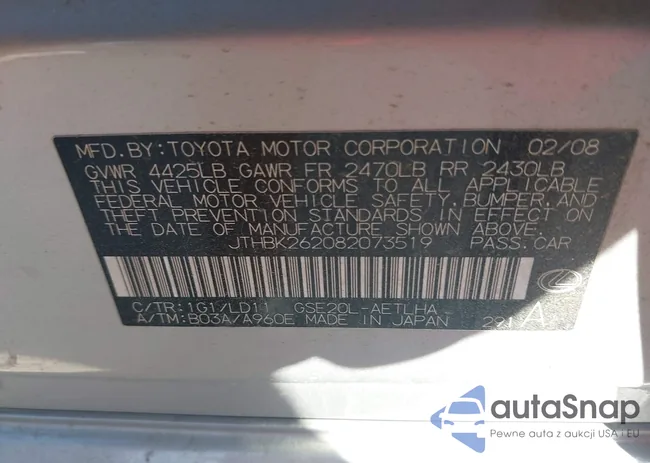 MFD. BY: TOYOTA MOTOR CORPORATION 02/08
GVWR 4425LB GAWR FR 2470LB RR 2430LB
THIS VEHICLE CONFORMS TO ALL APPLICABLE
FEDERAL MOTOR VEHICLE SAFETY, BUMPER, AND
THEFT PREVENTION STANDARDS IN EFFECT ON
THE DATE OF MANUFACTURE SHOWN ABOVE.
JTHBK262082073519 PASS. CAR
C/TR: 1G1/LD11 GSE20L-AETLHA
A/TM: B03A/A960E MADE IN JAPAN 291 A
autoSnap
Pewne auta z aukcji USA i EU